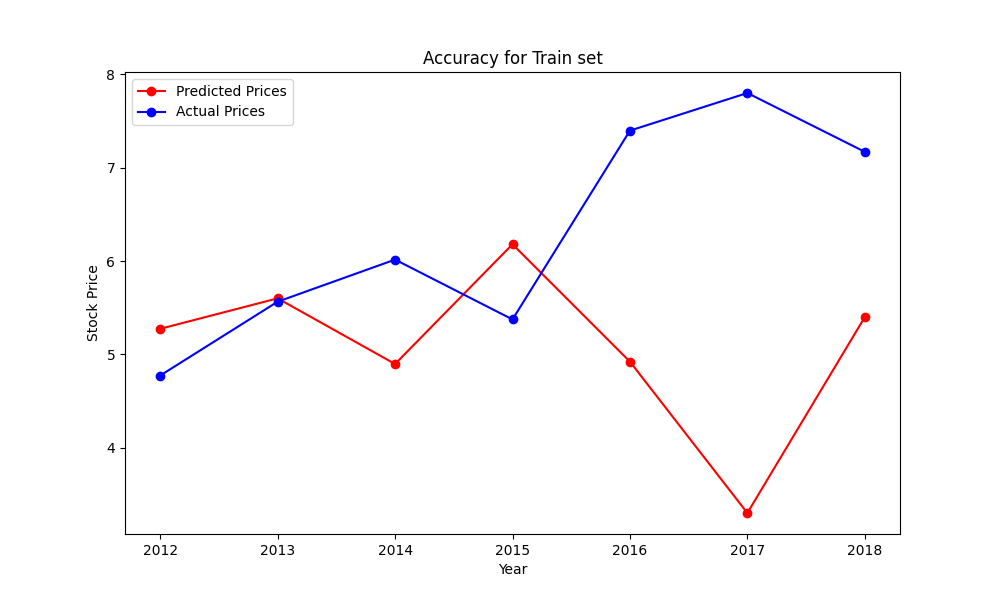 Accuracy for Train set
Predicted Prices
Actual Prices
8
7
6
5
4
Stock Price
2012 2013 2014 2015 2016 2017 2018
Year